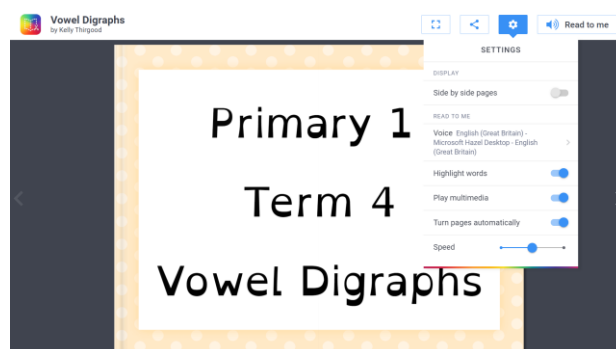 Vowel Digraphs
by Kelly Thirgood
Read to me
SETTINGS
DISPLAY
Side by side pages
READ TO ME
Voice English (Great Britain) -
Microsoft Hazel Desktop - English
(Great Britain)
Highlight words
Play multimedia
Turn pages automatically
Speed
Primary 1
Term 4
Vowel Digraphs